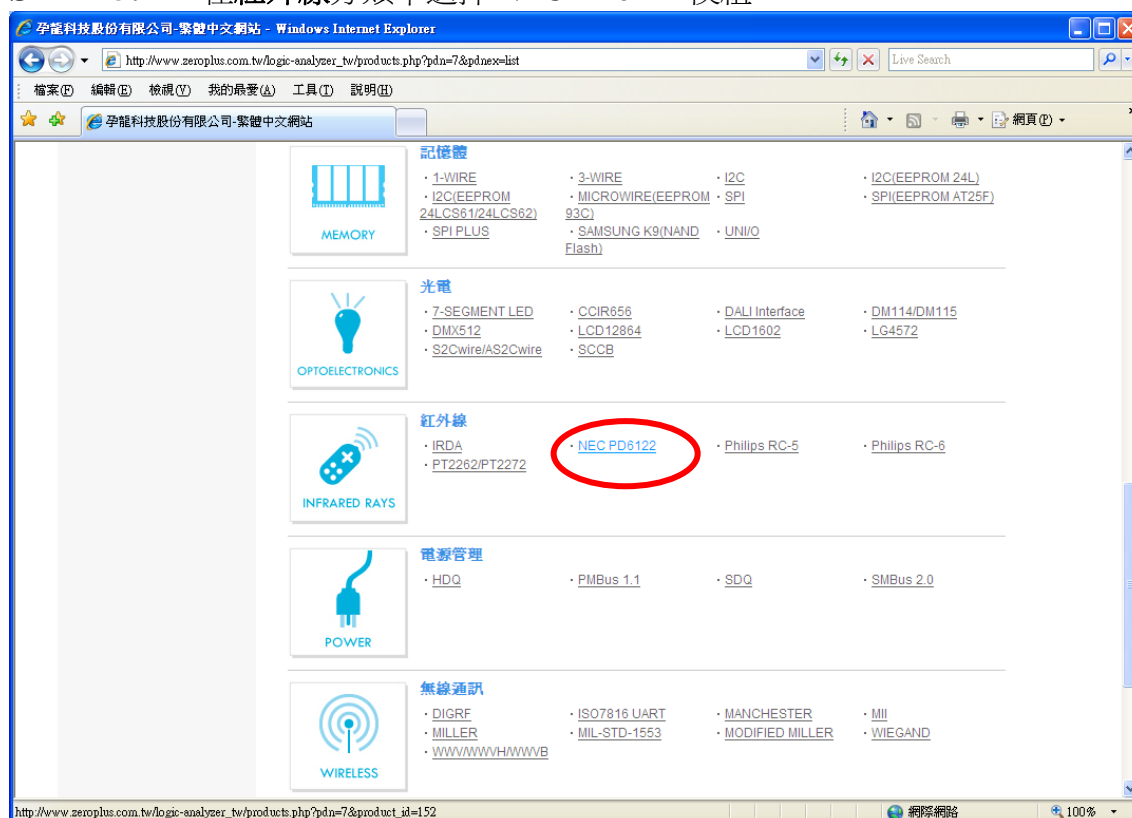 孕龍科技股份有限公司-繁體中文網站 - Windows Internet Explorer
http://www.zeroplus.com.tw/logic-analyzer_tw/products.php?pdn=7&pdnex=list
Live Search
檔案(F) 編輯(E) 檢視(V) 我的最愛(A) 工具(T) 說明(H)
孕龍科技股份有限公司-繁體中文網站
網頁(P)
記憶體
· 1-WIRE · 3-WIRE · I2C · I2C(EEPROM 24L)
· I2C(EEPROM 24LCS61/24LCS62) · MICROWIRE(EEPROM 93C) · SPI · SPI(EEPROM AT25F)
· SPI PLUS · SAMSUNG K9(NAND Flash) · UNI/O
MEMORY
光電
· 7-SEGMENT LED · CCIR656 · DALI Interface · DM114/DM115
· DMX512 · LCD12864 · LCD1602 · LG4572
· S2Cwire/AS2Cwire · SCCB
OPTOELECTRONICS
紅外線
· IRDA · NEC PD6122 · Philips RC-5 · Philips RC-6
· PT2262/PT2272
INFRARED RAYS
電源管理
· HDQ · PMBus 1.1 · SDQ · SMBus 2.0
POWER
無線通訊
· DIGRF · ISO7816 UART · MANCHESTER · MII
· MILLER · MIL-STD-1553 · MODIFIED MILLER · WIEGAND
· WWV/WWVH/WWVB
WIRELESS
http://www.zeroplus.com.tw/logic-analyzer_tw/products.php?pdn=7&product_id=152
網際網路
100%